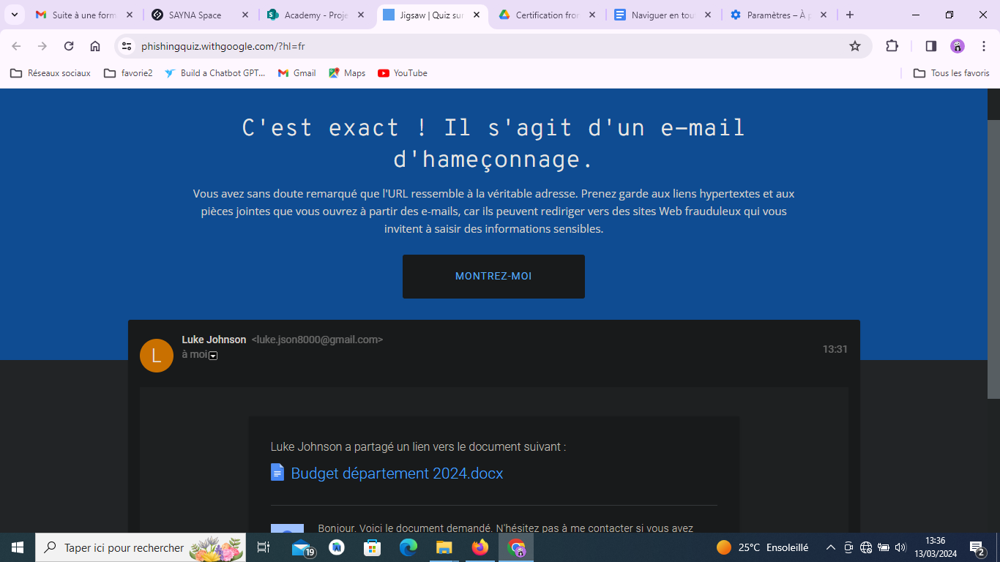 Suite à une form
SAYNA Space
Academy - Proje
Jigsaw | Quiz sur
Certification fron
Naviguer en tou
Paramètres – À p
phishingquiz.withgoogle.com/?hl=fr
Réseaux sociaux
favorie2
Build a Chatbot GPT...
Gmail
Maps
YouTube
Tous les favoris
C'est exact ! Il s'agit d'un e-mail
d'hameçonnage.
Vous avez sans doute remarqué que l'URL ressemble à la véritable adresse. Prenez garde aux liens hypertextes et aux
pièces jointes que vous ouvrez à partir des e-mails, car ils peuvent rediriger vers des sites Web frauduleux qui vous
invitent à saisir des informations sensibles.
MONTREZ-MOI
L
Luke Johnson <luke.json8000@gmail.com>
à moi
13:31
Luke Johnson a partagé un lien vers le document suivant :
Budget département 2024.docx
Bonjour. Voici le document demandé. N'hésitez pas à me contacter si vous avez
Taper ici pour rechercher
19
25°C Ensoleillé
13:36
13/03/2024
2